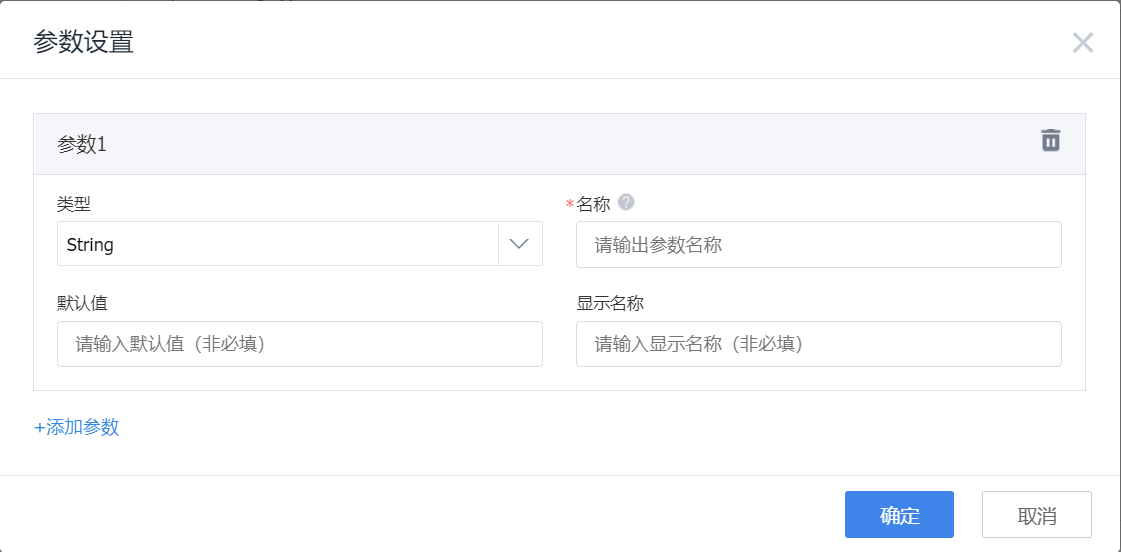 参数设置
参数1
类型
*名称 ?
String
请输出参数名称
默认值
显示名称
请输入默认值（非必填）
请输入显示名称（非必填）
+添加参数
确定
取消